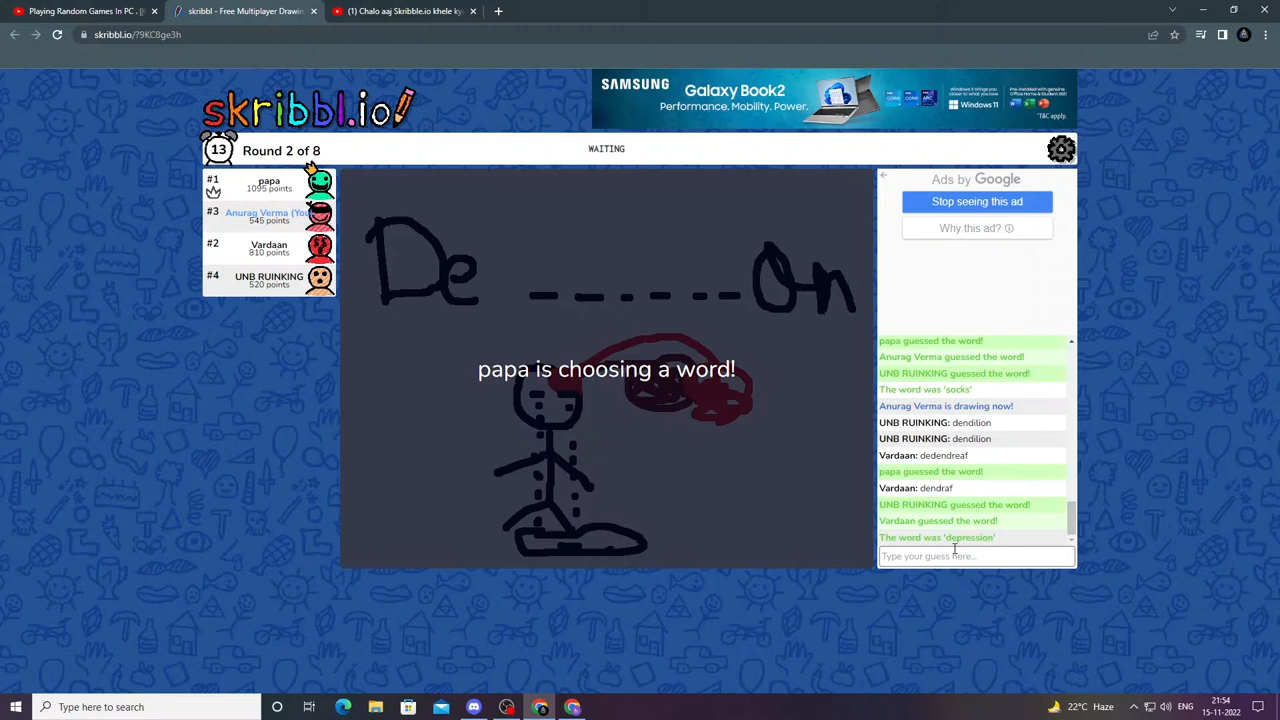 Playing Random Games In PC . [
skribbl - Free Multiplayer Drawin
(1) Chalo aaj Skribble.io khele ky
skribbl.io/?9KC8ge3h
skribbl.io
SAMSUNG
Galaxy Book2
Performance. Mobility. Power.
Windows 11
*T&C apply.
13
Round 2 of 8
WAITING
#1
papa
1095 points
#3
Anurag Verma (You
545 points
#2
Vardaan
810 points
#4
UNB RUINKING
520 points
De _ _ _ _ _ _ On
papa is choosing a word!
Ads by Google
Stop seeing this ad
Why this ad?
papa guessed the word!
Anurag Verma guessed the word!
UNB RUINKING guessed the word!
The word was 'socks'
Anurag Verma is drawing now!
UNB RUINKING: dendilion
UNB RUINKING: dendilion
Vardaan: dedendreaf
papa guessed the word!
Vardaan: dendraf
UNB RUINKING guessed the word!
Vardaan guessed the word!
The word was 'depression'
Type your guess here...
Type here to search
22°C Haze
ENG
21:54
15-11-2022